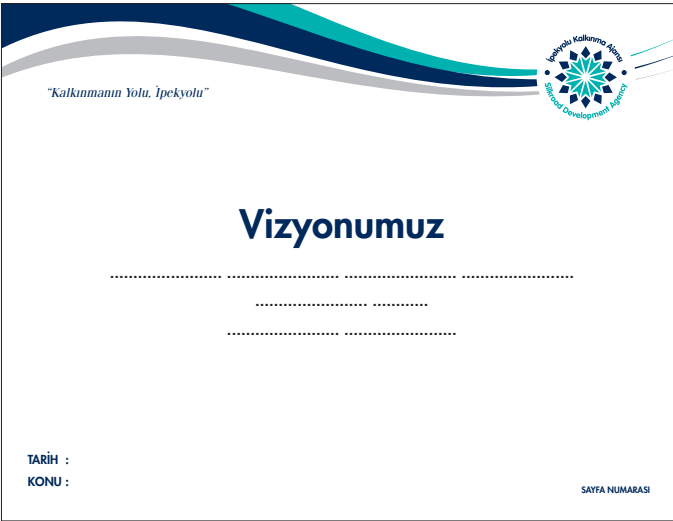 İpekyolu Kalkınma Ajansı
Silkroad Development Agency
“Kalkınmanın Yolu, İpekyolu”
Vizyonumuz
........................ ........................ ........................ ........................
........................ ............
........................ ........................
TARİH :
KONU :
SAYFA NUMARASI